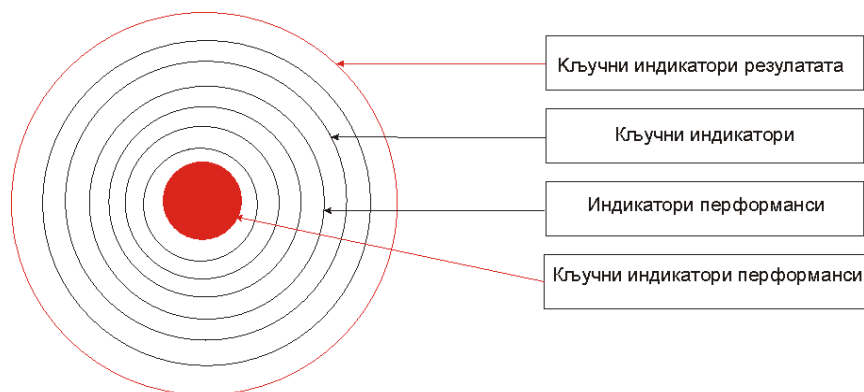 Кључни индикатори резулатата
Кључни индикатори
Индикатори перформанси
Кључни индикатори перформанси